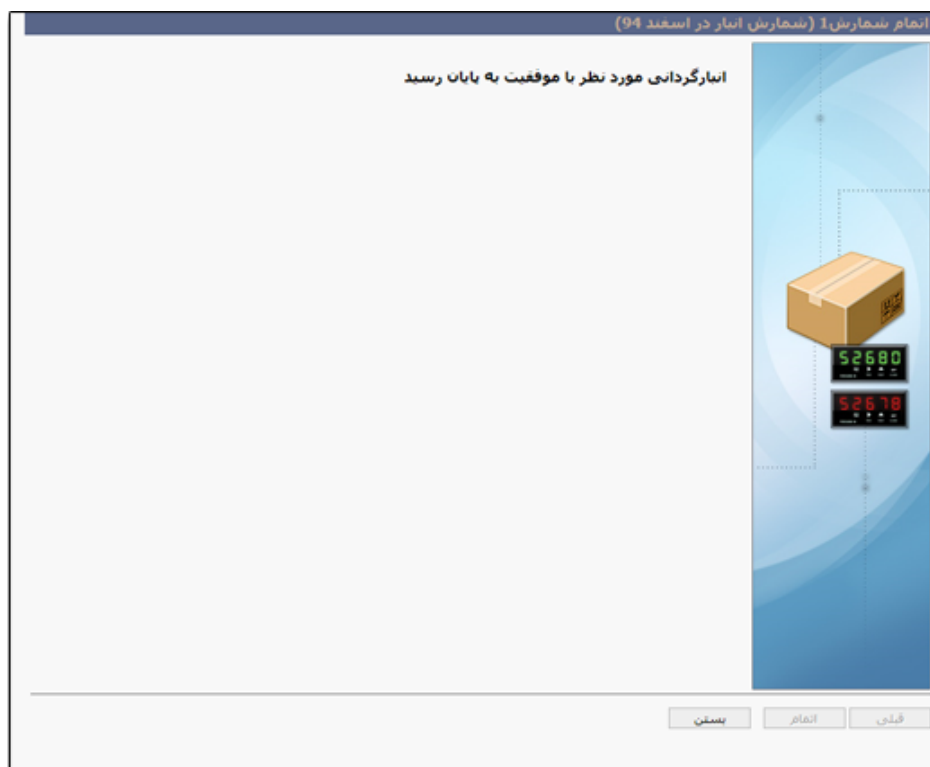 اتمام شمارش1 (شمارش انبار در اسفند 94)
انبارگردانی مورد نظر با موفقیت به پایان رسید
52680
52678
قبلی
اتمام
بستن